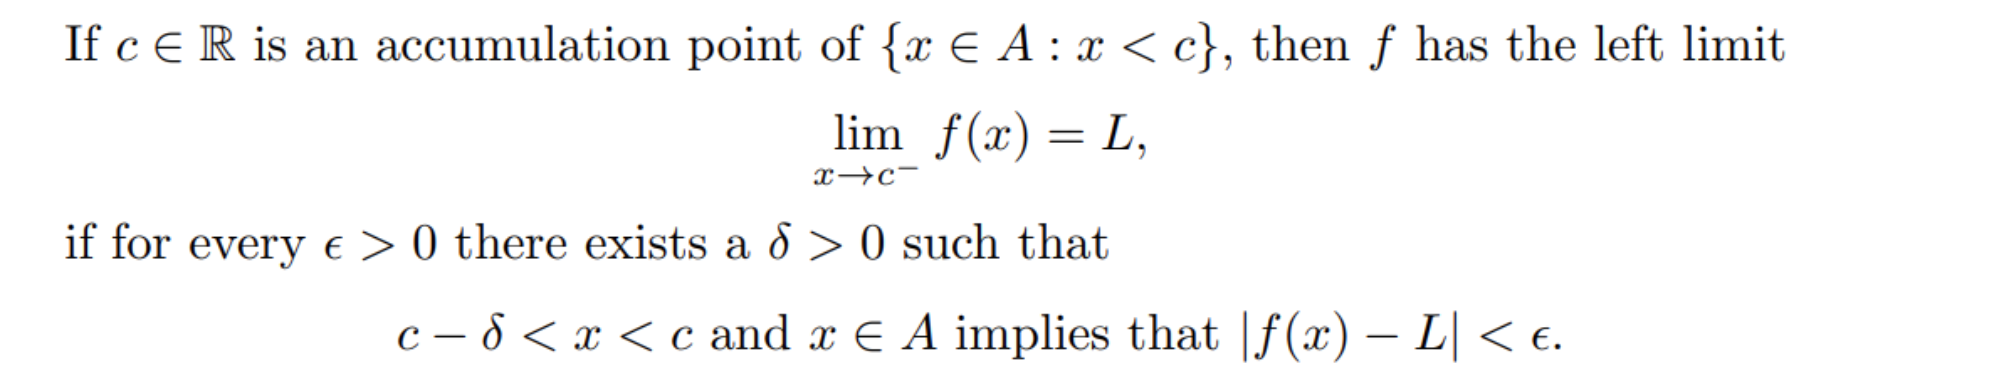 If c ∈ ℝ is an accumulation point of {x ∈ A : x < c}, then f has the left limit
lim_{x→c⁻} f(x) = L,
if for every ϵ > 0 there exists a δ > 0 such that
c − δ < x < c and x ∈ A implies that |f(x) − L| < ϵ.